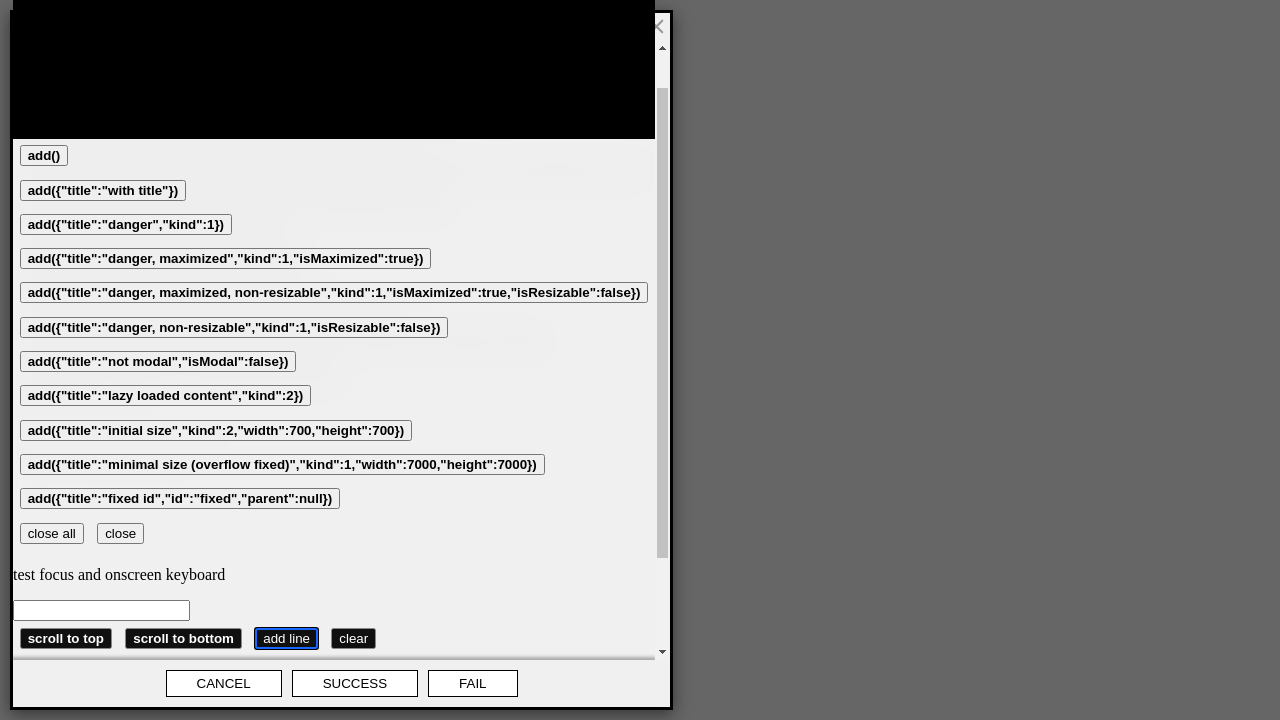 add()
add({"title":"with title"})
add({"title":"danger","kind":1})
add({"title":"danger, maximized","kind":1,"isMaximized":true})
add({"title":"danger, maximized, non-resizable","kind":1,"isMaximized":true,"isResizable":false})
add({"title":"danger, non-resizable","kind":1,"isResizable":false})
add({"title":"not modal","isModal":false})
add({"title":"lazy loaded content","kind":2})
add({"title":"initial size","kind":2,"width":700,"height":700})
add({"title":"minimal size (overflow fixed)","kind":1,"width":7000,"height":7000})
add({"title":"fixed id","id":"fixed","parent":null})
close all close
test focus and onscreen keyboard
scroll to top scroll to bottom add line clear
CANCEL SUCCESS FAIL